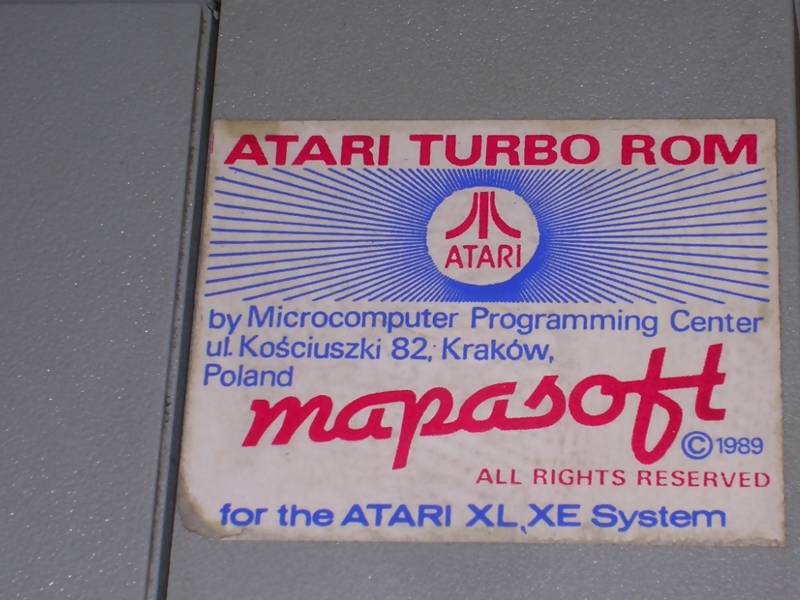 ATARI TURBO ROM
ATARI
by Microcomputer Programming Center
ul. Kościuszki 82, Kraków,
Poland
mapasoft
©1989
ALL RIGHTS RESERVED
for the ATARI XL, XE System